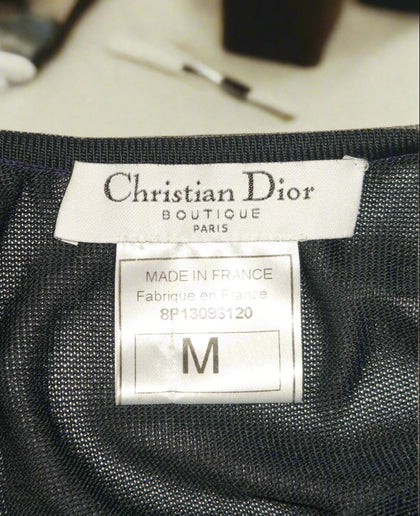 Christian Dior
BOUTIQUE
PARIS
MADE IN FRANCE
Fabrique en France
8P13093120
M